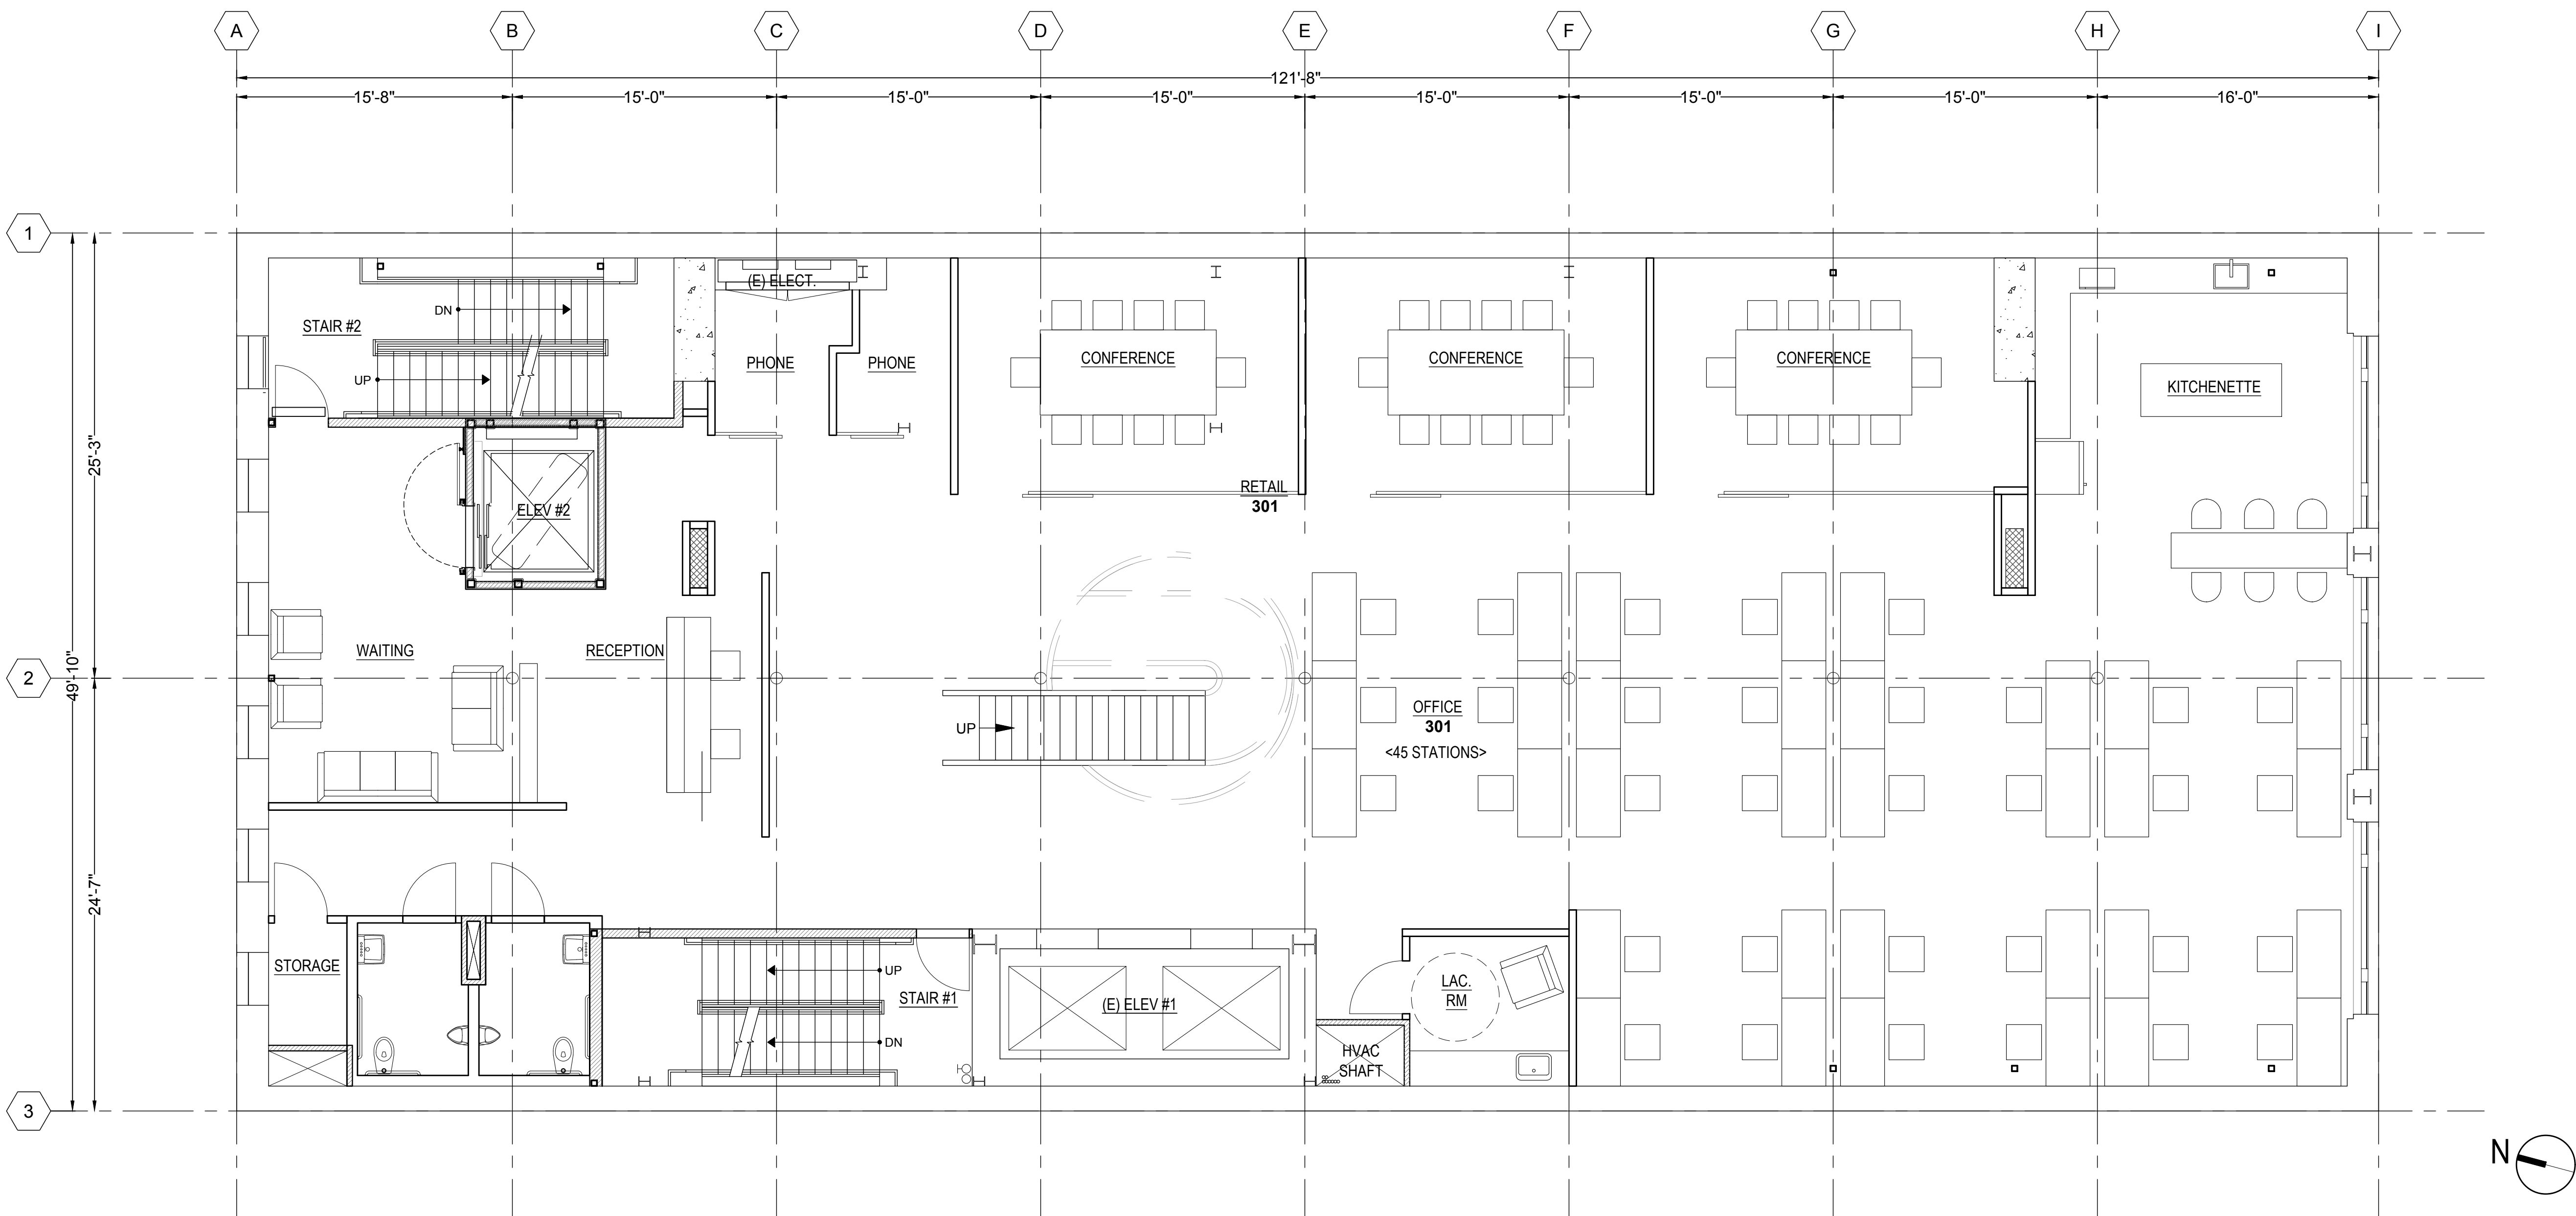 A B C D E F G H I
121'-8"
15'-8" 15'-0" 15'-0" 15'-0" 15'-0" 15'-0" 15'-0" 16'-0"
1
2
3
25'-3"
49'-10"
24'-7"
(E) ELECT.
DN
STAIR #2
UP
PHONE
PHONE
CONFERENCE
CONFERENCE
CONFERENCE
KITCHENETTE
RETAIL
301
ELEV #2
WAITING
RECEPTION
UP
OFFICE
301
<45 STATIONS>
STORAGE
UP
STAIR #1
DN
(E) ELEV #1
LAC.
RM
HVAC
SHAFT
N